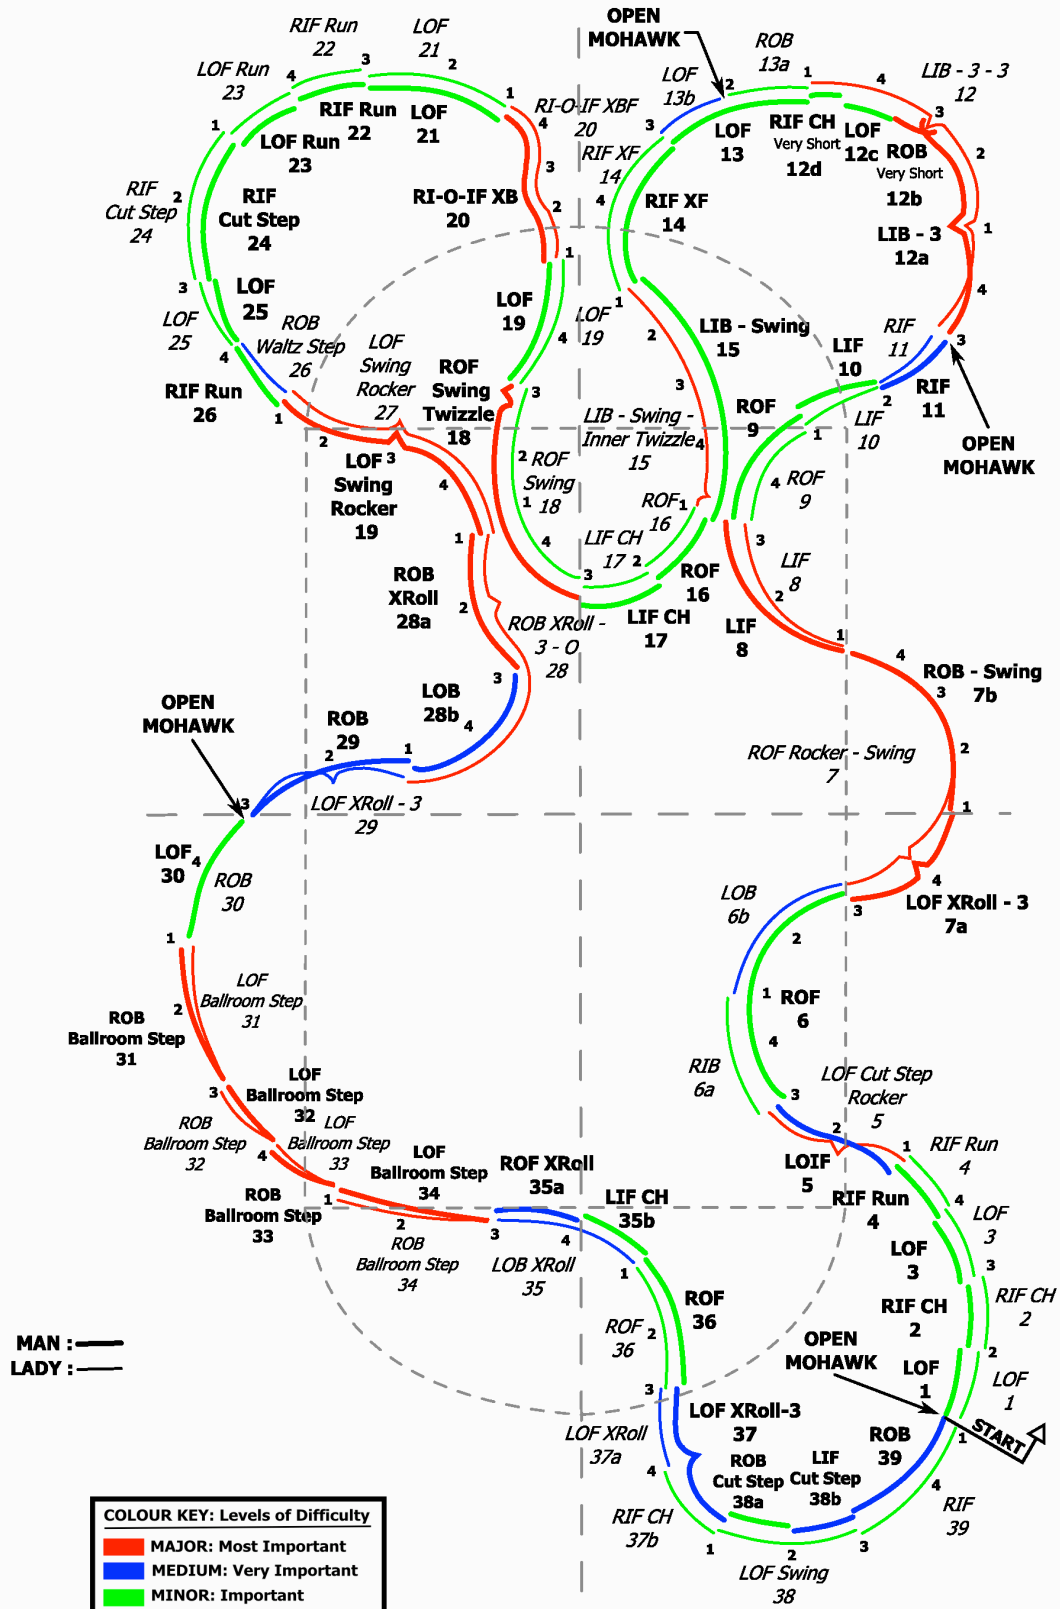 OPEN
MOHAWK
RIF Run
22
LOF
21
LOF Run
23
RIF Run
22
LOF
21
LOF Run
23
RI-O-IF XBF
20
LOF
13b
ROB
13a
LIB - 3 - 3
12
LOF
13
RIF CH
Very Short
12d
LOF
12c
ROB
Very Short
12b
RIF XF
14
RIF XF
14
LIB - 3
12a
RIF
Cut Step
24
RIF
Cut Step
24
RI-O-IF XB
20
LOF
25
LOF
25
ROB
Waltz Step
26
RIF Run
26
LOF
Swing
Rocker
27
LOF
Swing
Rocker
19
LOF
19
LOF
19
ROF
Swing
Twizzle
18
LIB - Swing
15
LIB - Swing -
Inner Twizzle
15
LIF
10
RIF
11
RIF
11
OPEN
MOHAWK
LIF
10
ROF
9
ROF
9
ROF
Swing
18
ROF
16
LIF CH
17
ROF
16
LIF CH
17
LIF
8
LIF
8
ROB
XRoll
28a
ROB XRoll -
3 - O
28
LOB
28b
ROB - Swing
7b
ROF Rocker - Swing
7
OPEN
MOHAWK
ROB
29
LOF XRoll - 3
29
LOF
30
ROB
30
LOB
6b
LOF XRoll - 3
7a
ROF
6
RIB
6a
LOF
Ballroom Step
31
ROB
Ballroom Step
31
LOF
Ballroom Step
32
ROB
Ballroom Step
32
LOF
Ballroom Step
33
ROB
Ballroom Step
33
LOF
Ballroom Step
34
ROB
Ballroom Step
34
ROF XRoll
35a
LIF CH
35b
LOB XRoll
35
LOF Cut Step
Rocker
5
LOIF
5
RIF Run
4
RIF Run
4
LOF
3
LOF
3
RIF CH
2
RIF CH
2
ROF
36
ROF
36
OPEN
MOHAWK
LOF
1
LOF
1
START
MAN :
LADY :
LOF XRoll
37a
LOF XRoll-3
37
ROB
Cut Step
38a
LIF
Cut Step
38b
ROB
39
RIF
39
RIF CH
37b
LOF Swing
38
COLOUR KEY: Levels of Difficulty
MAJOR: Most Important
MEDIUM: Very Important
MINOR: Important